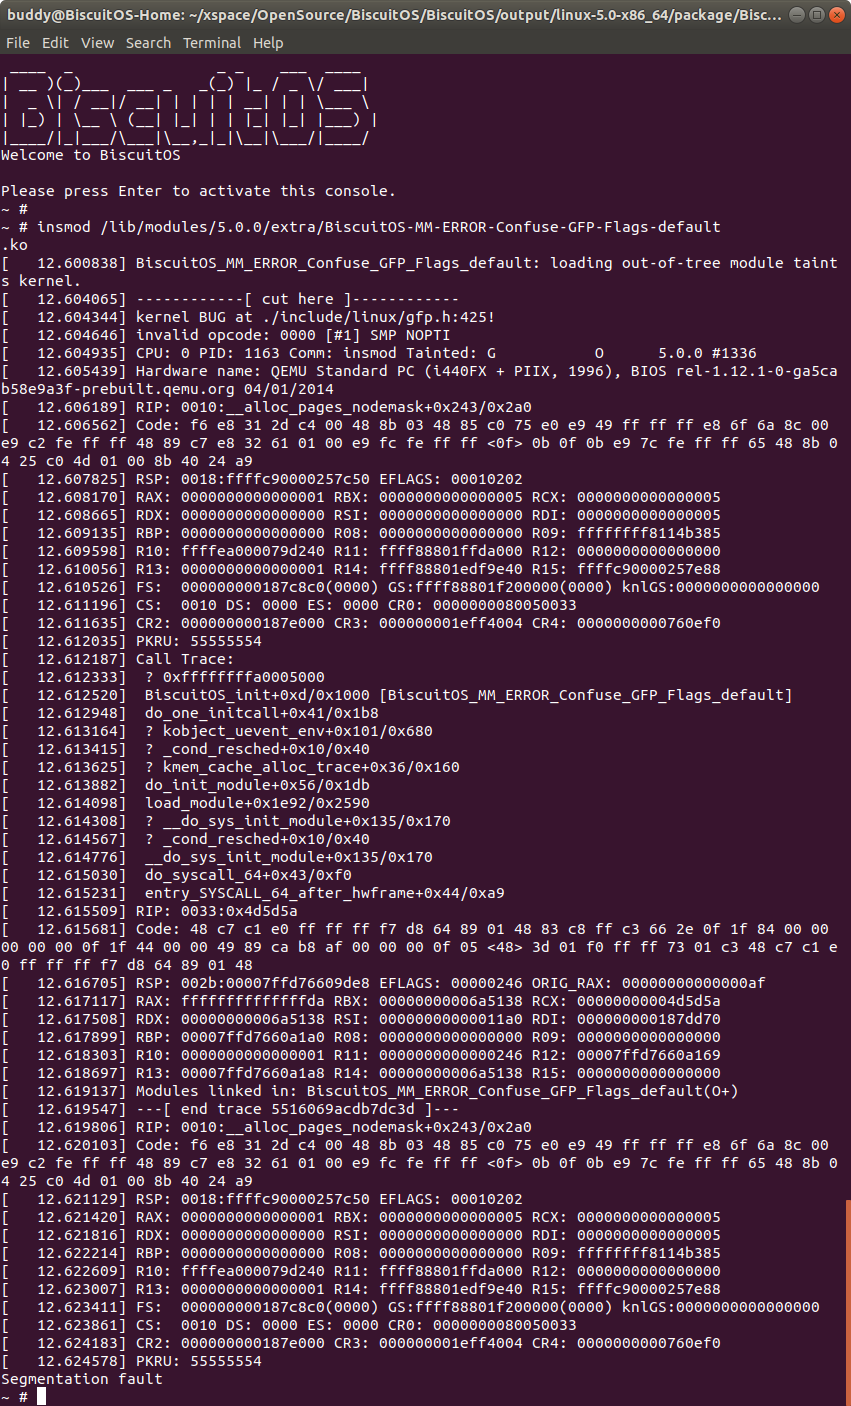 buddy@BiscuitOS-Home: ~/xspace/OpenSource/BiscuitOS/BiscuitOS/output/linux-5.0-x86_64/package/Bisc...
File Edit View Search Terminal Help
 ____  _                _ _    ___  ____
| __ )(_)___  ___ _   _(_) |_ / _ \/ ___|
|  _ \| / __|/ __| | | | | __| | | \___ \
| |_) | \__ \ (__| |_| | | |_| |_| |___) |
|____/|_|___/\___|\__,_|_|\__|\___/|____/
Welcome to BiscuitOS
Please press Enter to activate this console.
~ #
~ # insmod /lib/modules/5.0.0/extra/BiscuitOS-MM-ERROR-Confuse-GFP-Flags-default
.ko
[   12.600838] BiscuitOS_MM_ERROR_Confuse_GFP_Flags_default: loading out-of-tree module taint
s kernel.
[   12.604065] ------------[ cut here ]------------
[   12.604344] kernel BUG at ./include/linux/gfp.h:425!
[   12.604646] invalid opcode: 0000 [#1] SMP NOPTI
[   12.604935] CPU: 0 PID: 1163 Comm: insmod Tainted: G           O      5.0.0 #1336
[   12.605439] Hardware name: QEMU Standard PC (i440FX + PIIX, 1996), BIOS rel-1.12.1-0-ga5ca
b58e9a3f-prebuilt.qemu.org 04/01/2014
[   12.606189] RIP: 0010:__alloc_pages_nodemask+0x243/0x2a0
[   12.606562] Code: f6 e8 31 2d c4 00 48 8b 03 48 85 c0 75 e0 e9 49 ff ff ff e8 6f 6a 8c 00
e9 c2 fe ff ff 48 89 c7 e8 32 61 01 00 e9 fc fe ff ff <0f> 0b 0f 0b e9 7c fe ff ff 65 48 8b 0
4 25 c0 4d 01 00 8b 40 24 a9
[   12.607825] RSP: 0018:ffffc90000257c50 EFLAGS: 00010202
[   12.608170] RAX: 0000000000000001 RBX: 0000000000000005 RCX: 0000000000000005
[   12.608665] RDX: 0000000000000000 RSI: 0000000000000000 RDI: 0000000000000005
[   12.609135] RBP: 0000000000000000 R08: 0000000000000000 R09: ffffffff8114b385
[   12.609598] R10: ffffea000079d240 R11: ffff88801ffda000 R12: 0000000000000000
[   12.610056] R13: 0000000000000001 R14: ffff88801edf9e40 R15: ffffc90000257e88
[   12.610526] FS:  000000000187c8c0(0000) GS:ffff88801f200000(0000) knlGS:0000000000000000
[   12.611196] CS:  0010 DS: 0000 ES: 0000 CR0: 0000000080050033
[   12.611635] CR2: 000000000187e000 CR3: 000000001eff4004 CR4: 0000000000760ef0
[   12.612035] PKRU: 55555554
[   12.612187] Call Trace:
[   12.612333]  ? 0xffffffffa0005000
[   12.612520]  BiscuitOS_init+0xd/0x1000 [BiscuitOS_MM_ERROR_Confuse_GFP_Flags_default]
[   12.612948]  do_one_initcall+0x41/0x1b8
[   12.613164]  ? kobject_uevent_env+0x101/0x680
[   12.613415]  ? _cond_resched+0x10/0x40
[   12.613625]  ? kmem_cache_alloc_trace+0x36/0x160
[   12.613882]  do_init_module+0x56/0x1db
[   12.614098]  load_module+0x1e92/0x2590
[   12.614308]  ? __do_sys_init_module+0x135/0x170
[   12.614567]  ? _cond_resched+0x10/0x40
[   12.614776]  __do_sys_init_module+0x135/0x170
[   12.615030]  do_syscall_64+0x43/0xf0
[   12.615231]  entry_SYSCALL_64_after_hwframe+0x44/0xa9
[   12.615509] RIP: 0033:0x4d5d5a
[   12.615681] Code: 48 c7 c1 e0 ff ff ff f7 d8 64 89 01 48 83 c8 ff c3 66 2e 0f 1f 84 00 00
00 00 00 0f 1f 44 00 00 49 89 ca b8 af 00 00 00 0f 05 <48> 3d 01 f0 ff ff 73 01 c3 48 c7 c1 e
0 ff ff ff f7 d8 64 89 01 48
[   12.616705] RSP: 002b:00007ffd76609de8 EFLAGS: 00000246 ORIG_RAX: 00000000000000af
[   12.617117] RAX: ffffffffffffffda RBX: 00000000006a5138 RCX: 00000000004d5d5a
[   12.617508] RDX: 00000000006a5138 RSI: 00000000000011a0 RDI: 000000000187dd70
[   12.617899] RBP: 00007ffd7660a1a0 R08: 0000000000000000 R09: 0000000000000000
[   12.618303] R10: 0000000000000001 R11: 0000000000000246 R12: 00007ffd7660a169
[   12.618697] R13: 00007ffd7660a1a8 R14: 00000000006a5138 R15: 0000000000000000
[   12.619137] Modules linked in: BiscuitOS_MM_ERROR_Confuse_GFP_Flags_default(O+)
[   12.619547] ---[ end trace 5516069acdb7dc3d ]---
[   12.619806] RIP: 0010:__alloc_pages_nodemask+0x243/0x2a0
[   12.620103] Code: f6 e8 31 2d c4 00 48 8b 03 48 85 c0 75 e0 e9 49 ff ff ff e8 6f 6a 8c 00
e9 c2 fe ff ff 48 89 c7 e8 32 61 01 00 e9 fc fe ff ff <0f> 0b 0f 0b e9 7c fe ff ff 65 48 8b 0
4 25 c0 4d 01 00 8b 40 24 a9
[   12.621129] RSP: 0018:ffffc90000257c50 EFLAGS: 00010202
[   12.621420] RAX: 0000000000000001 RBX: 0000000000000005 RCX: 0000000000000005
[   12.621816] RDX: 0000000000000000 RSI: 0000000000000000 RDI: 0000000000000005
[   12.622214] RBP: 0000000000000000 R08: 0000000000000000 R09: ffffffff8114b385
[   12.622609] R10: ffffea000079d240 R11: ffff88801ffda000 R12: 0000000000000000
[   12.623007] R13: 0000000000000001 R14: ffff88801edf9e40 R15: ffffc90000257e88
[   12.623411] FS:  000000000187c8c0(0000) GS:ffff88801f200000(0000) knlGS:0000000000000000
[   12.623861] CS:  0010 DS: 0000 ES: 0000 CR0: 0000000080050033
[   12.624183] CR2: 000000000187e000 CR3: 000000001eff4004 CR4: 0000000000760ef0
[   12.624578] PKRU: 55555554
Segmentation fault
~ #